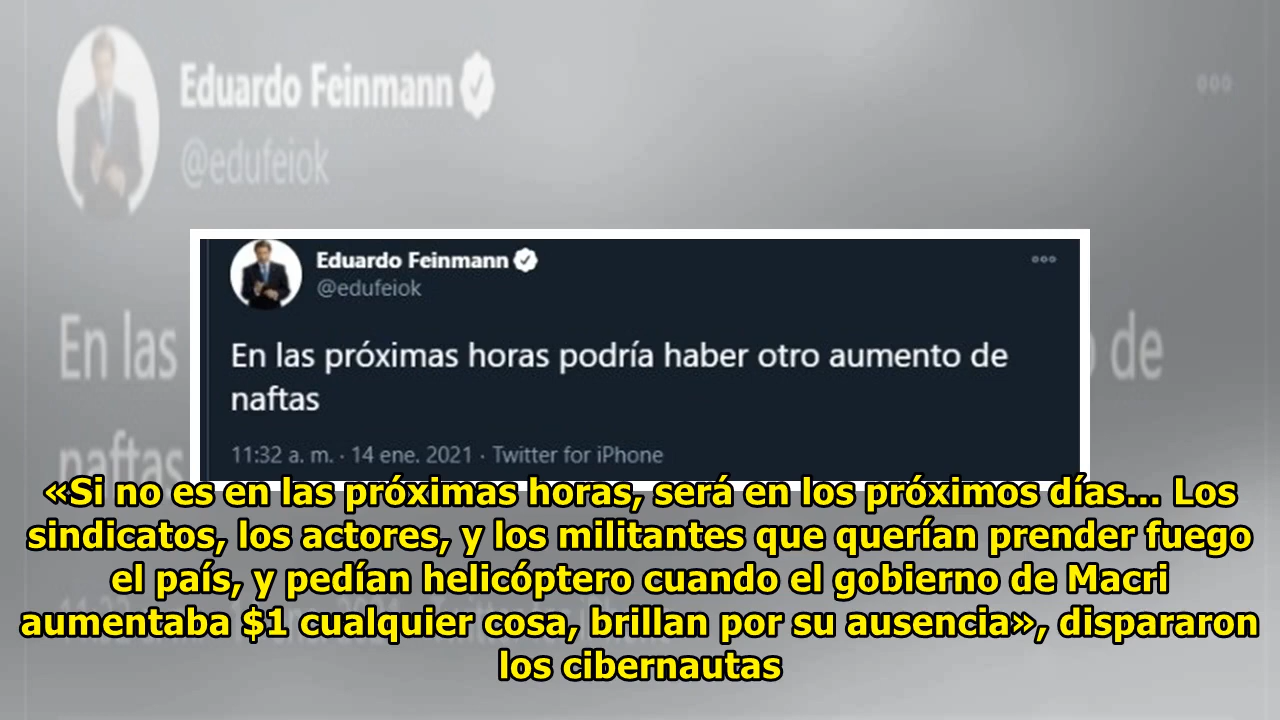 Eduardo Feinmann
@edufeiok
En las
de
naftas
Eduardo Feinmann
@edufeiok
En las próximas horas podría haber otro aumento de
naftas
11:32 a. m. · 14 ene. 2021 · Twitter for iPhone
«Si no es en las próximas horas, será en los próximos días... Los
sindicatos, los actores, y los militantes que querían prender fuego
el país, y pedían helicóptero cuando el gobierno de Macri
aumentaba $1 cualquier cosa, brillan por su ausencia», dispararon
los cibernautas